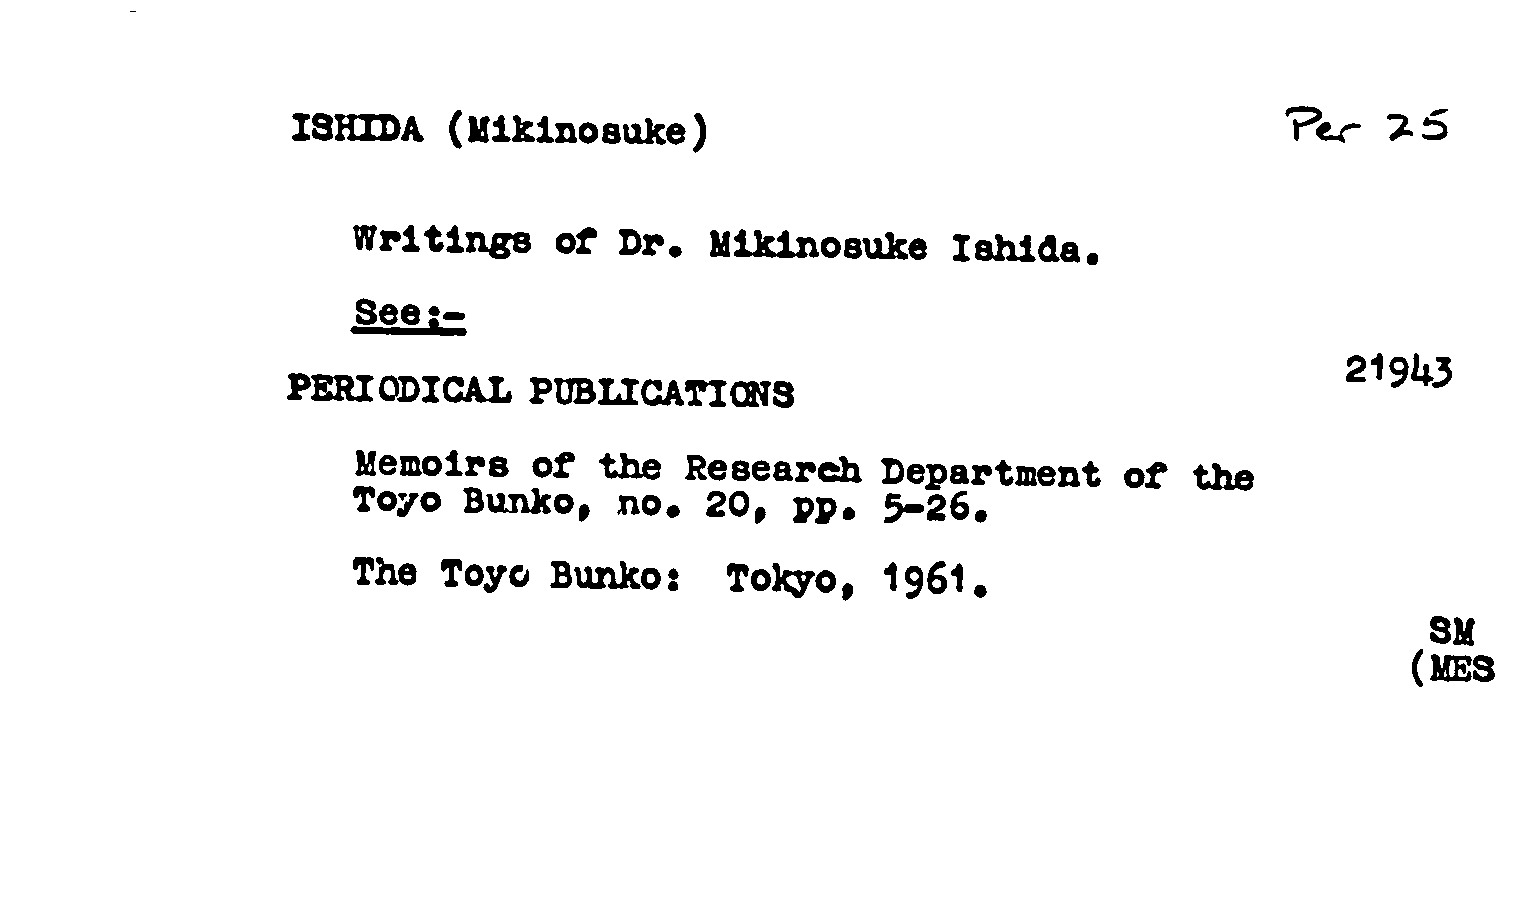 ISHIDA (Mikinosuke) Per 25
Writings of Dr. Mikinosuke Ishida.
See:-
21943
PERIODICAL PUBLICATIONS
Memoirs of the Research Department of the
Toyo Bunko, no. 20, pp. 5-26.
The Toyo Bunko: Tokyo, 1961.
SM
(MES